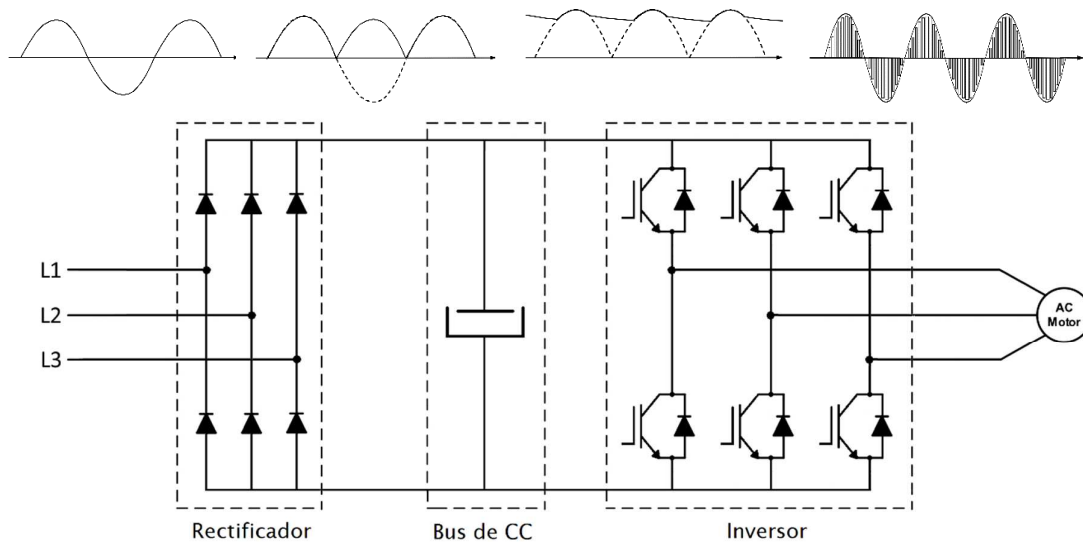 L1
L2
L3
AC
Motor
Rectificador
Bus de CC
Inversor